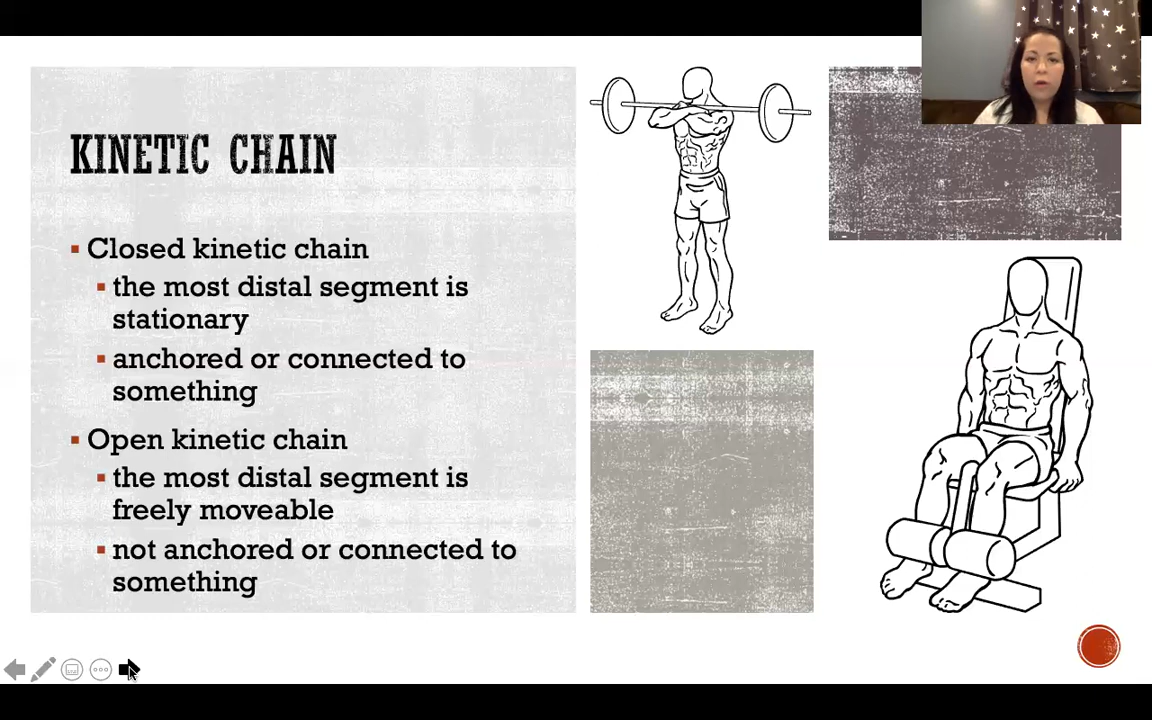 KINETIC CHAIN
Closed kinetic chain
the most distal segment is
stationary
anchored or connected to
something
Open kinetic chain
the most distal segment is
freely moveable
not anchored or connected to
something